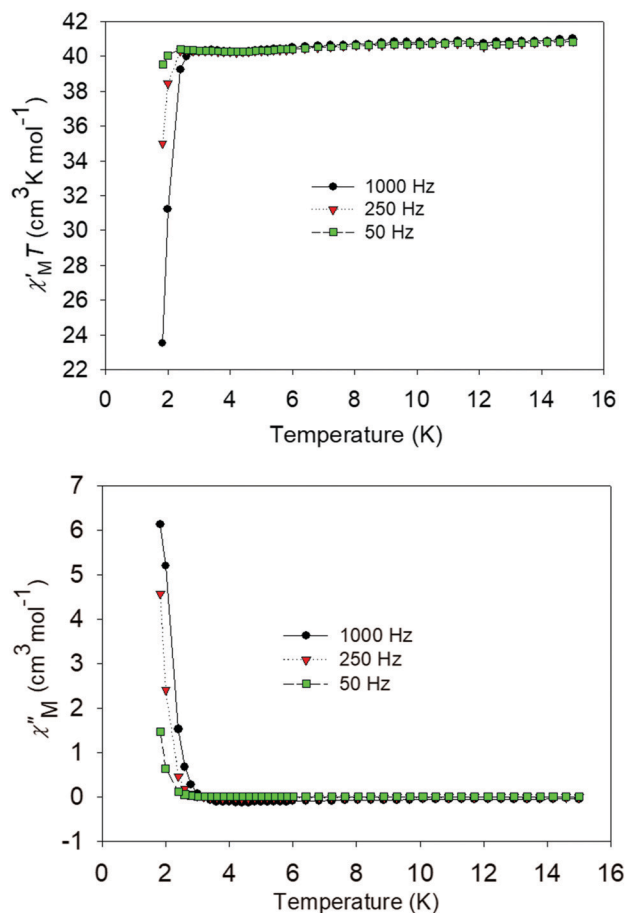 42
40
38
36
34
32
30
28
26
24
22
χ′M T (cm³K mol⁻¹)
1000 Hz
250 Hz
50 Hz
0 2 4 6 8 10 12 14 16
Temperature (K)
7
6
5
4
3
2
1
0
-1
χ″M (cm³mol⁻¹)
1000 Hz
250 Hz
50 Hz
0 2 4 6 8 10 12 14 16
Temperature (K)